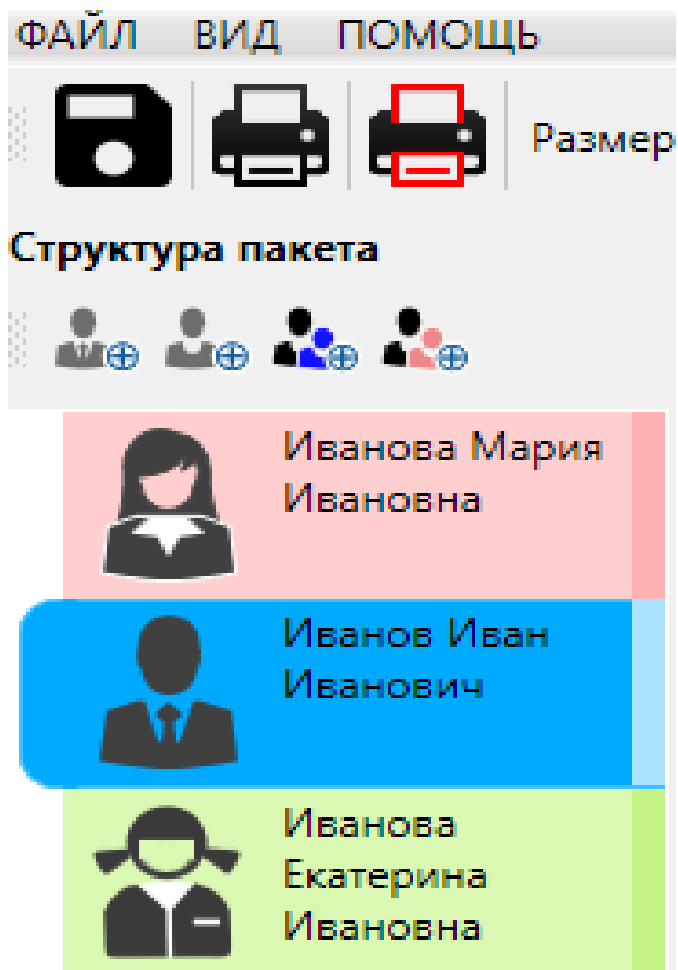 ФАЙЛ ВИД ПОМОЩЬ
Размер
Структура пакета
Иванова Мария
Ивановна
Иванов Иван
Иванович
Иванова
Екатерина
Ивановна